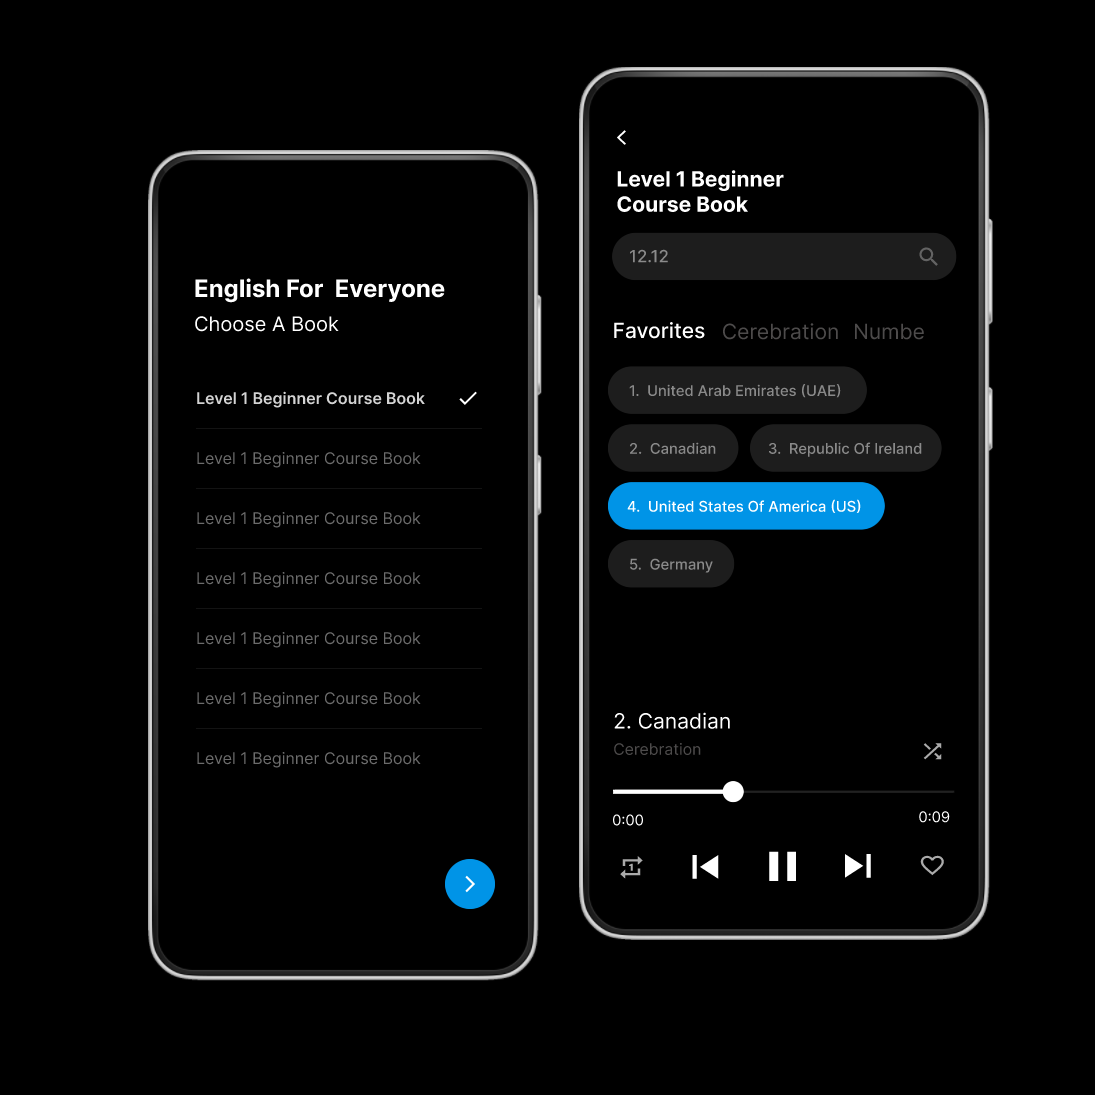 English For  Everyone
Choose A Book
Level 1 Beginner Course Book
Level 1 Beginner Course Book
Level 1 Beginner Course Book
Level 1 Beginner Course Book
Level 1 Beginner Course Book
Level 1 Beginner Course Book
Level 1 Beginner Course Book
Level 1 Beginner
Course Book
12.12
Favorites Cerebration Numbe
1. United Arab Emirates (UAE)
2. Canadian 3. Republic Of Ireland
4. United States Of America (US)
5. Germany
2. Canadian
Cerebration
0:00 0:09
1